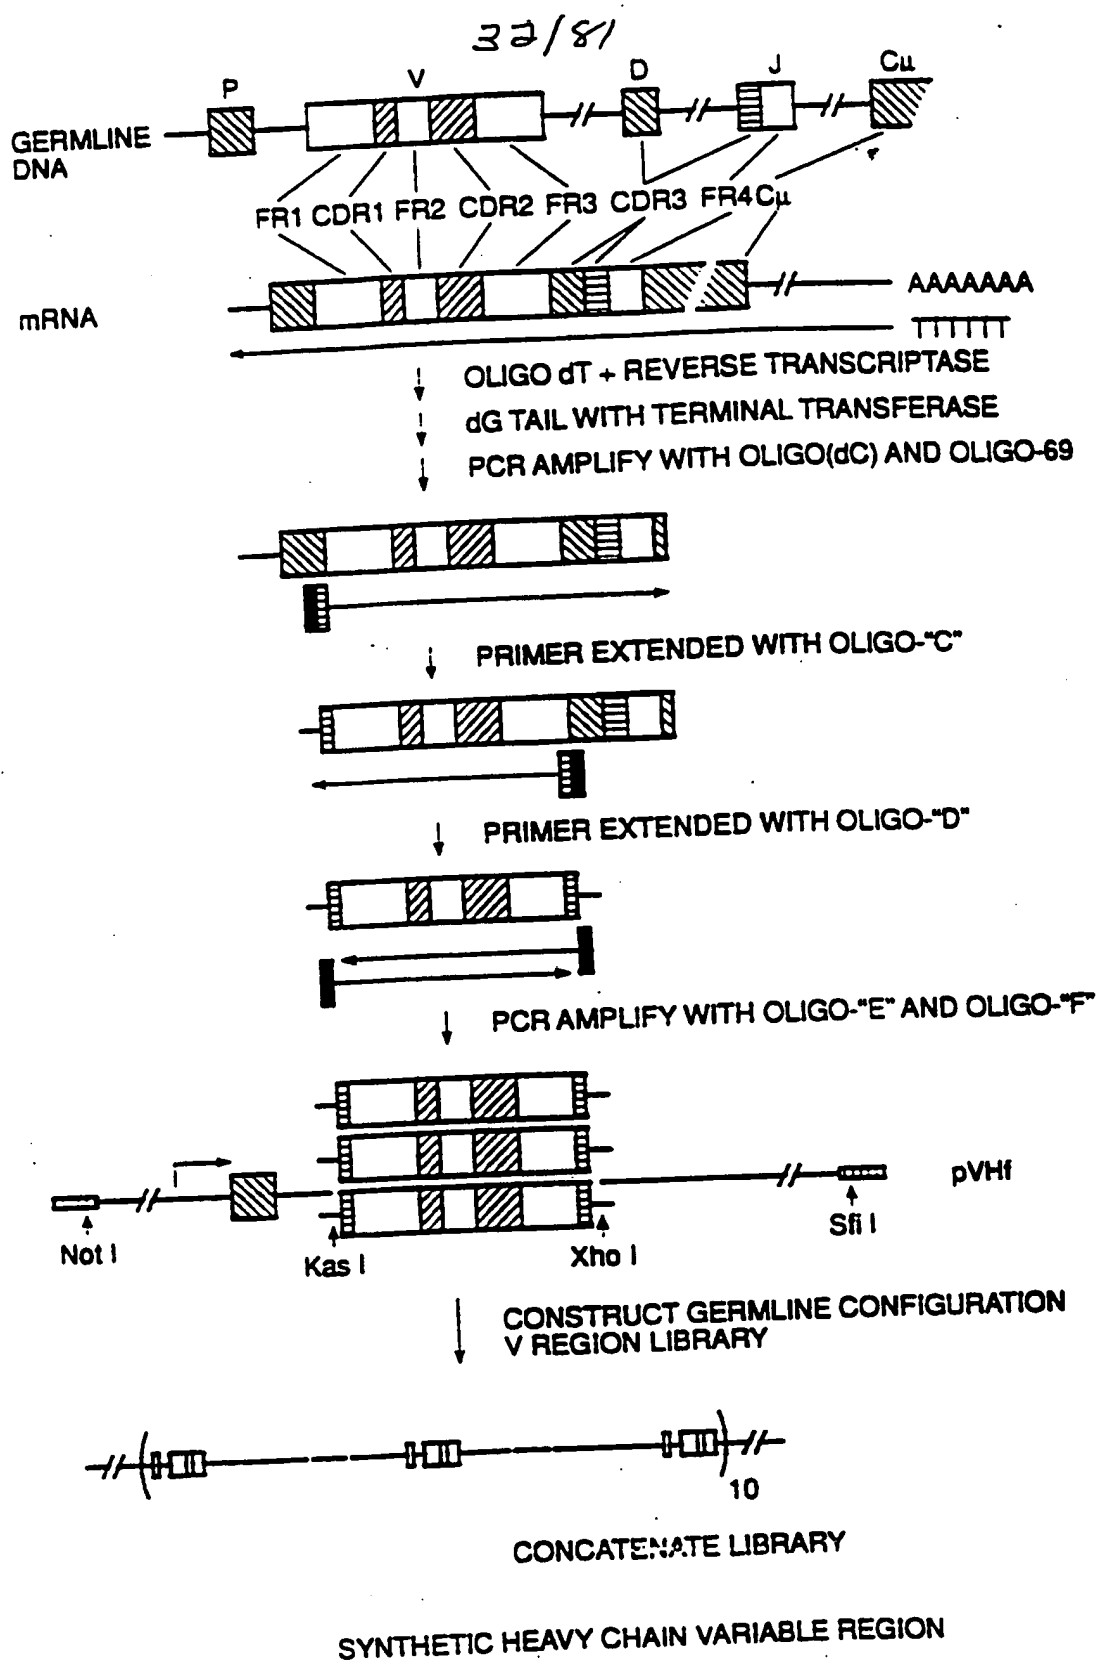 32/81
P V D J Cμ
GERMLINE
DNA
FR1 CDR1 FR2 CDR2 FR3 CDR3 FR4 Cμ
mRNA
AAAAAAA
TTTTTT
OLIGO dT + REVERSE TRANSCRIPTASE
dG TAIL WITH TERMINAL TRANSFERASE
PCR AMPLIFY WITH OLIGO(dC) AND OLIGO-69
PRIMER EXTENDED WITH OLIGO-"C"
PRIMER EXTENDED WITH OLIGO-"D"
PCR AMPLIFY WITH OLIGO-"E" AND OLIGO-"F"
pVHf
Not I
Kas I
Xho I
Sfi I
CONSTRUCT GERMLINE CONFIGURATION
V REGION LIBRARY
10
CONCATENATE LIBRARY
SYNTHETIC HEAVY CHAIN VARIABLE REGION